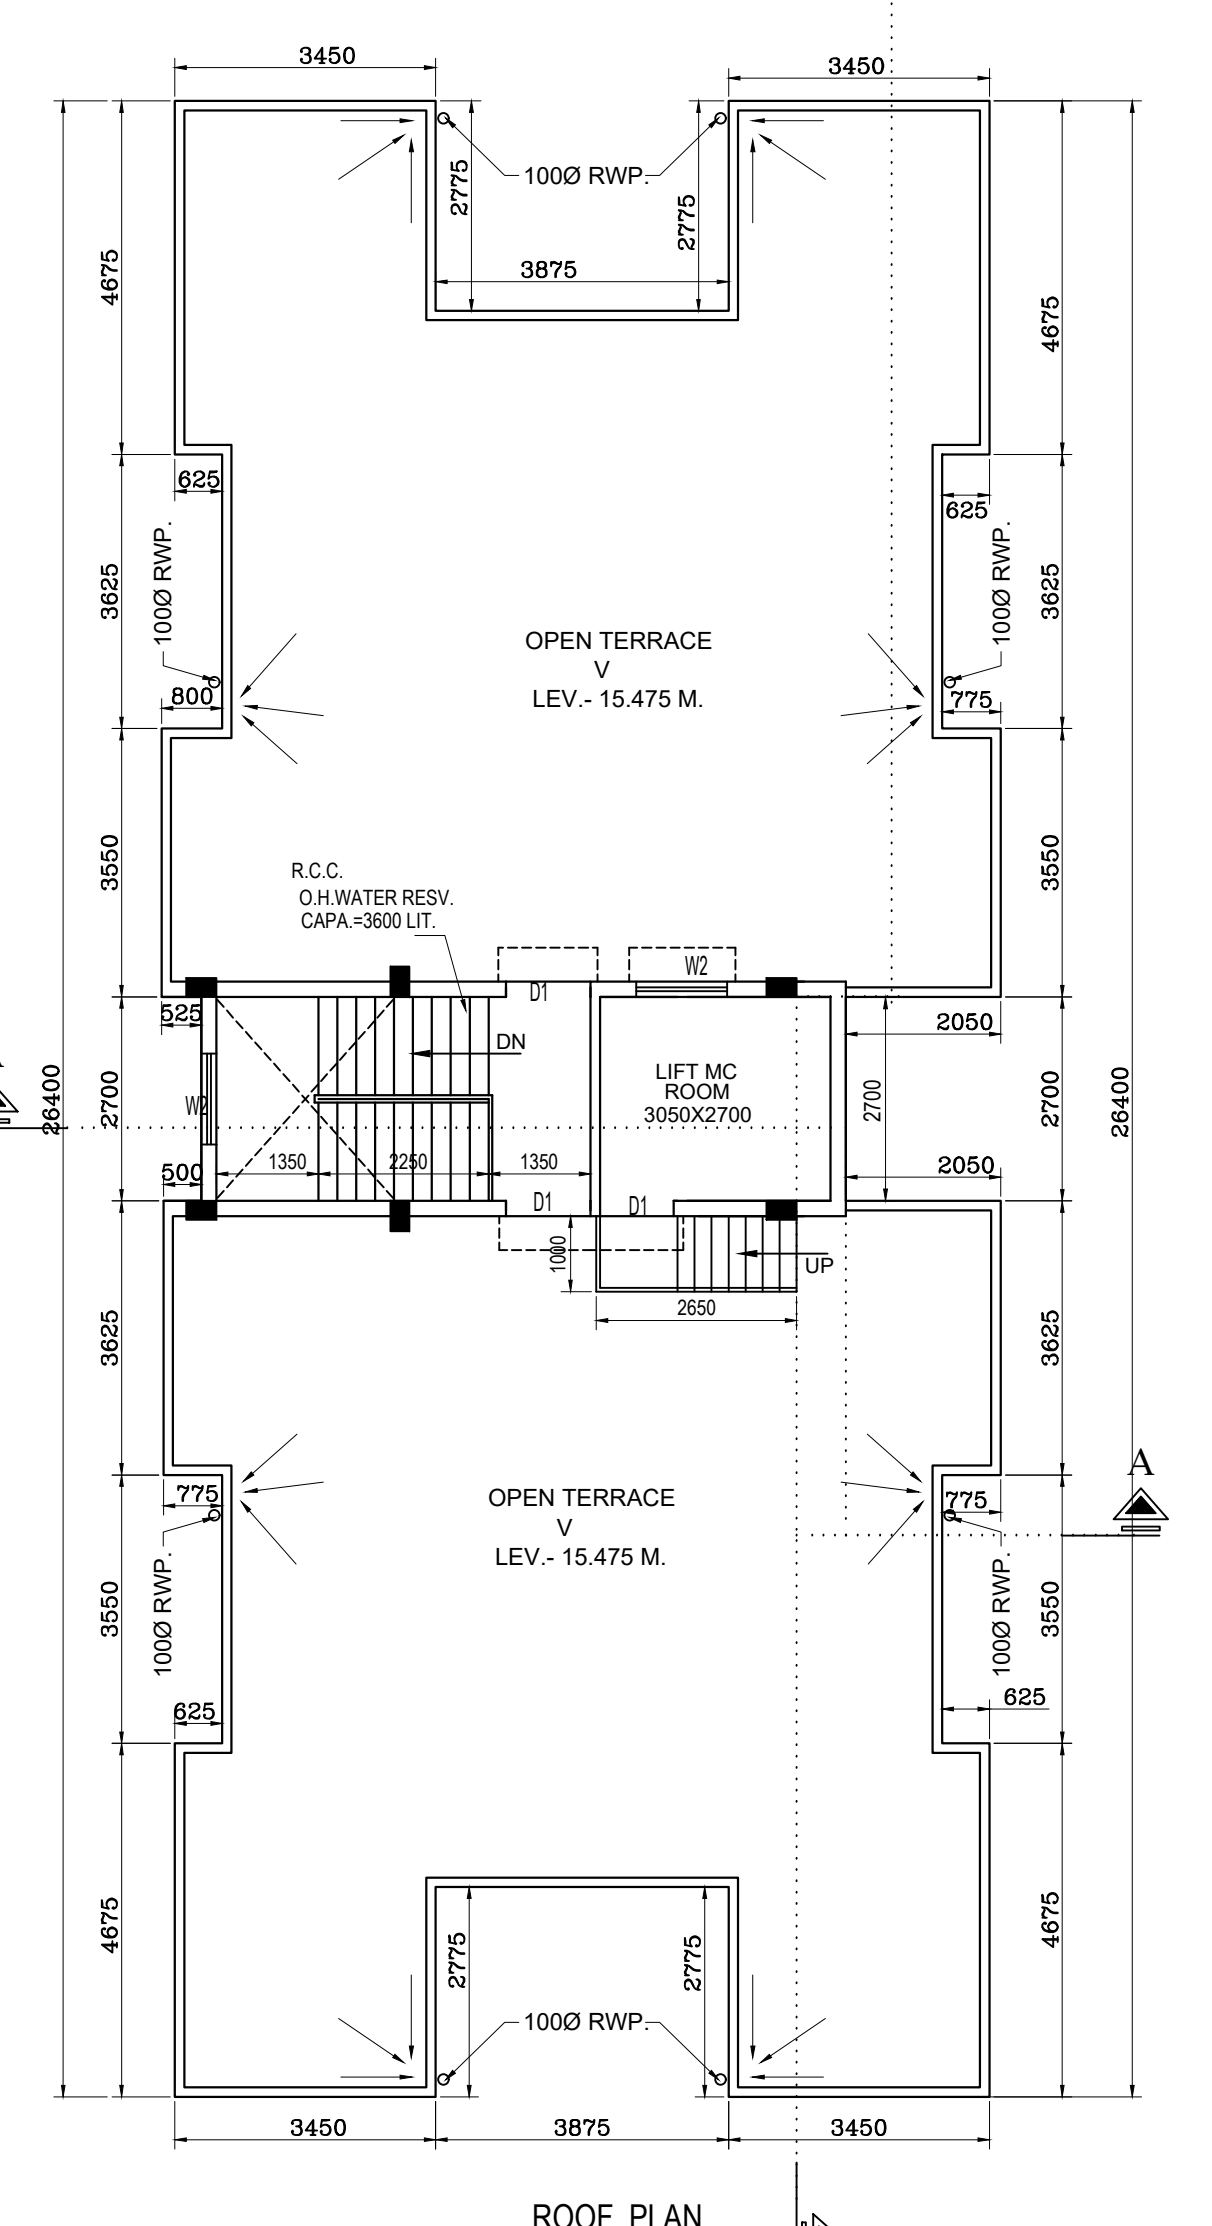 3450
3450
100Ø RWP.
2775
2775
3875
4675
4675
625
625
100Ø RWP.
100Ø RWP.
3625
3625
OPEN TERRACE
V
LEV.- 15.475 M.
800
775
3550
3550
R.C.C.
O.H.WATER RESV.
CAPA.=3600 LIT.
W2
D1
525
2050
DN
LIFT MC
ROOM
3050X2700
26400
2700
W2
2700
2700
26400
500
1350
2250
1350
2050
D1
D1
1000
UP
2650
3625
3625
A
775
775
OPEN TERRACE
V
LEV.- 15.475 M.
100Ø RWP.
100Ø RWP.
3550
3550
625
625
4675
4675
2775
2775
100Ø RWP.
3450
3875
3450
ROOF PLAN